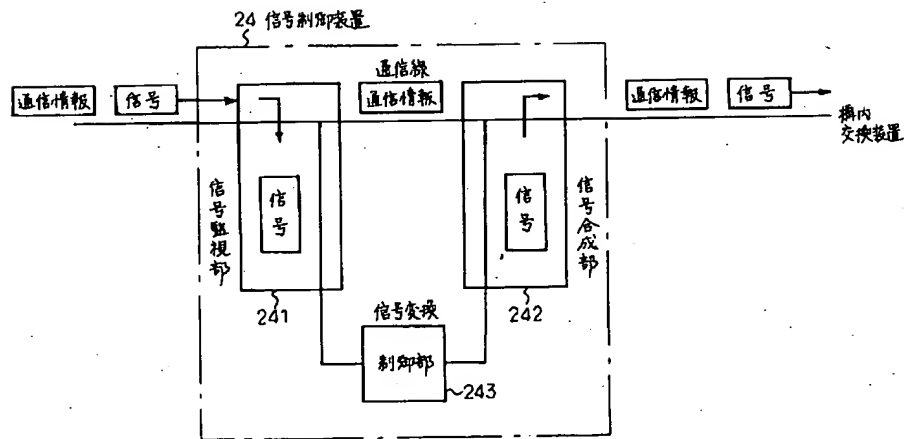 24 信号制御装置
通信情報 信号
通信線
通信情報
通信情報 信号
構内
交換装置
信号監視部
信号
信号
信号合成部
241
242
信号変換
制御部
243